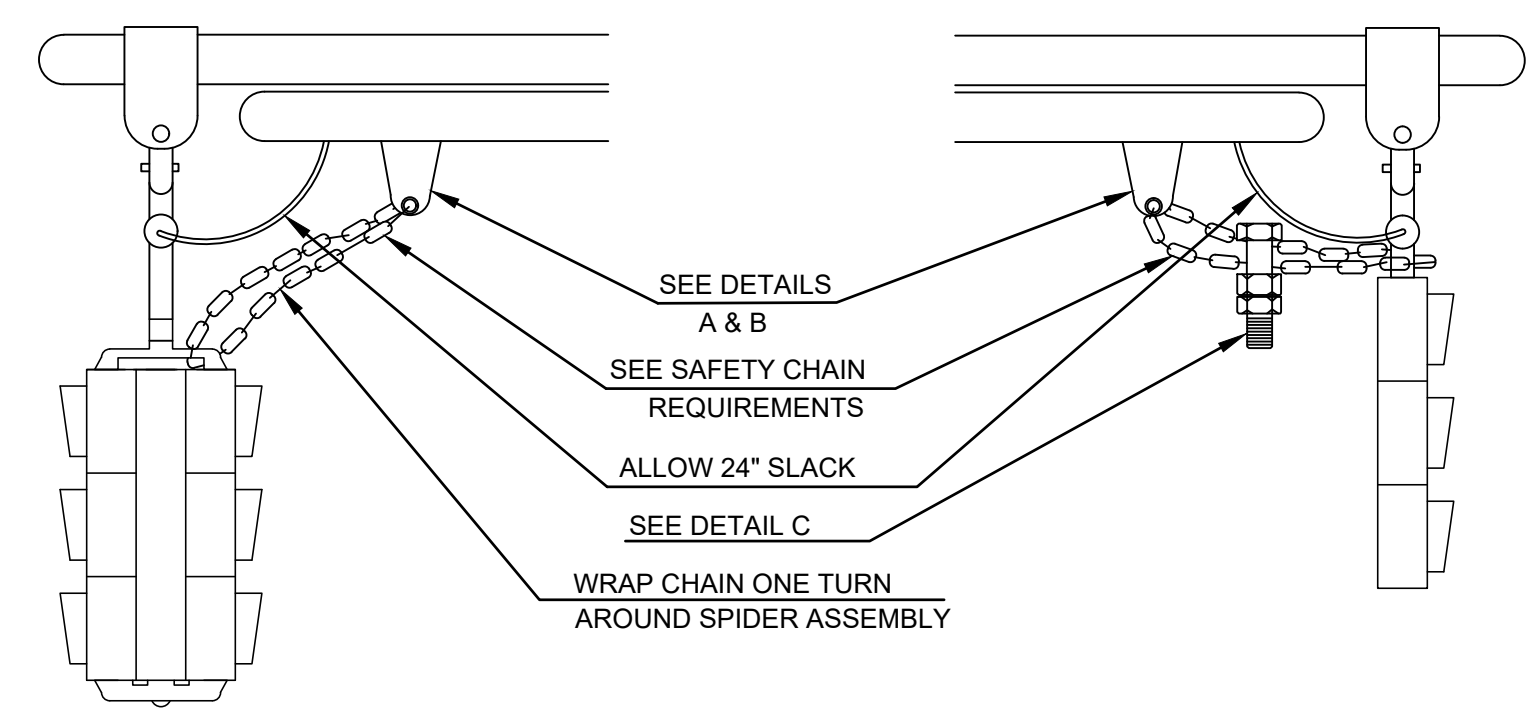 SEE DETAILS
A & B
SEE SAFETY CHAIN
REQUIREMENTS
ALLOW 24" SLACK
SEE DETAIL C
WRAP CHAIN ONE TURN
AROUND SPIDER ASSEMBLY